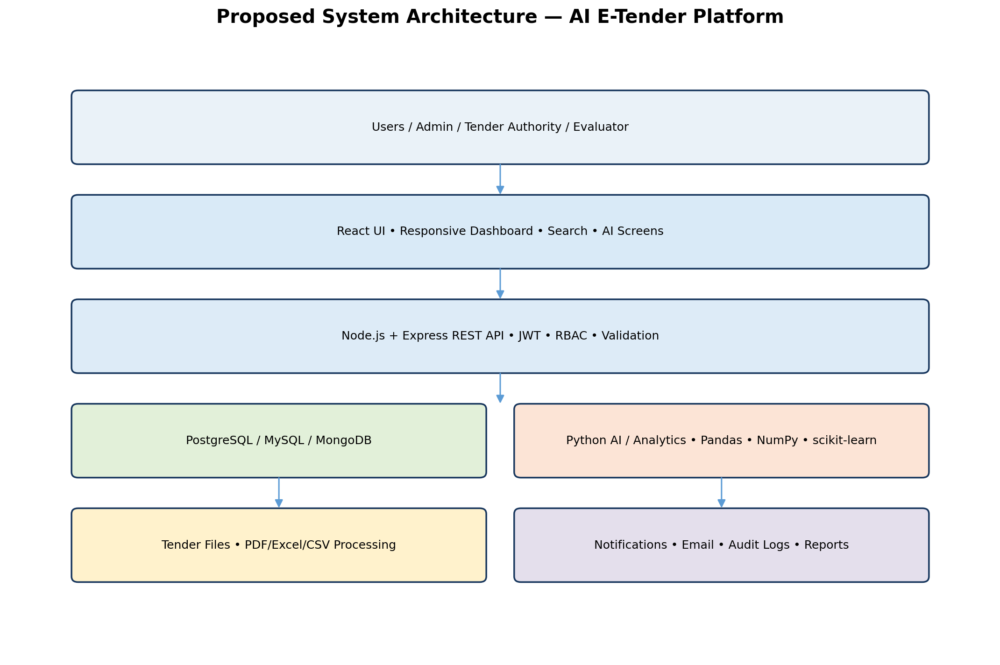 Proposed System Architecture — AI E-Tender Platform
Users / Admin / Tender Authority / Evaluator
React UI • Responsive Dashboard • Search • AI Screens
Node.js + Express REST API • JWT • RBAC • Validation
PostgreSQL / MySQL / MongoDB
Python AI / Analytics • Pandas • NumPy • scikit-learn
Tender Files • PDF/Excel/CSV Processing
Notifications • Email • Audit Logs • Reports